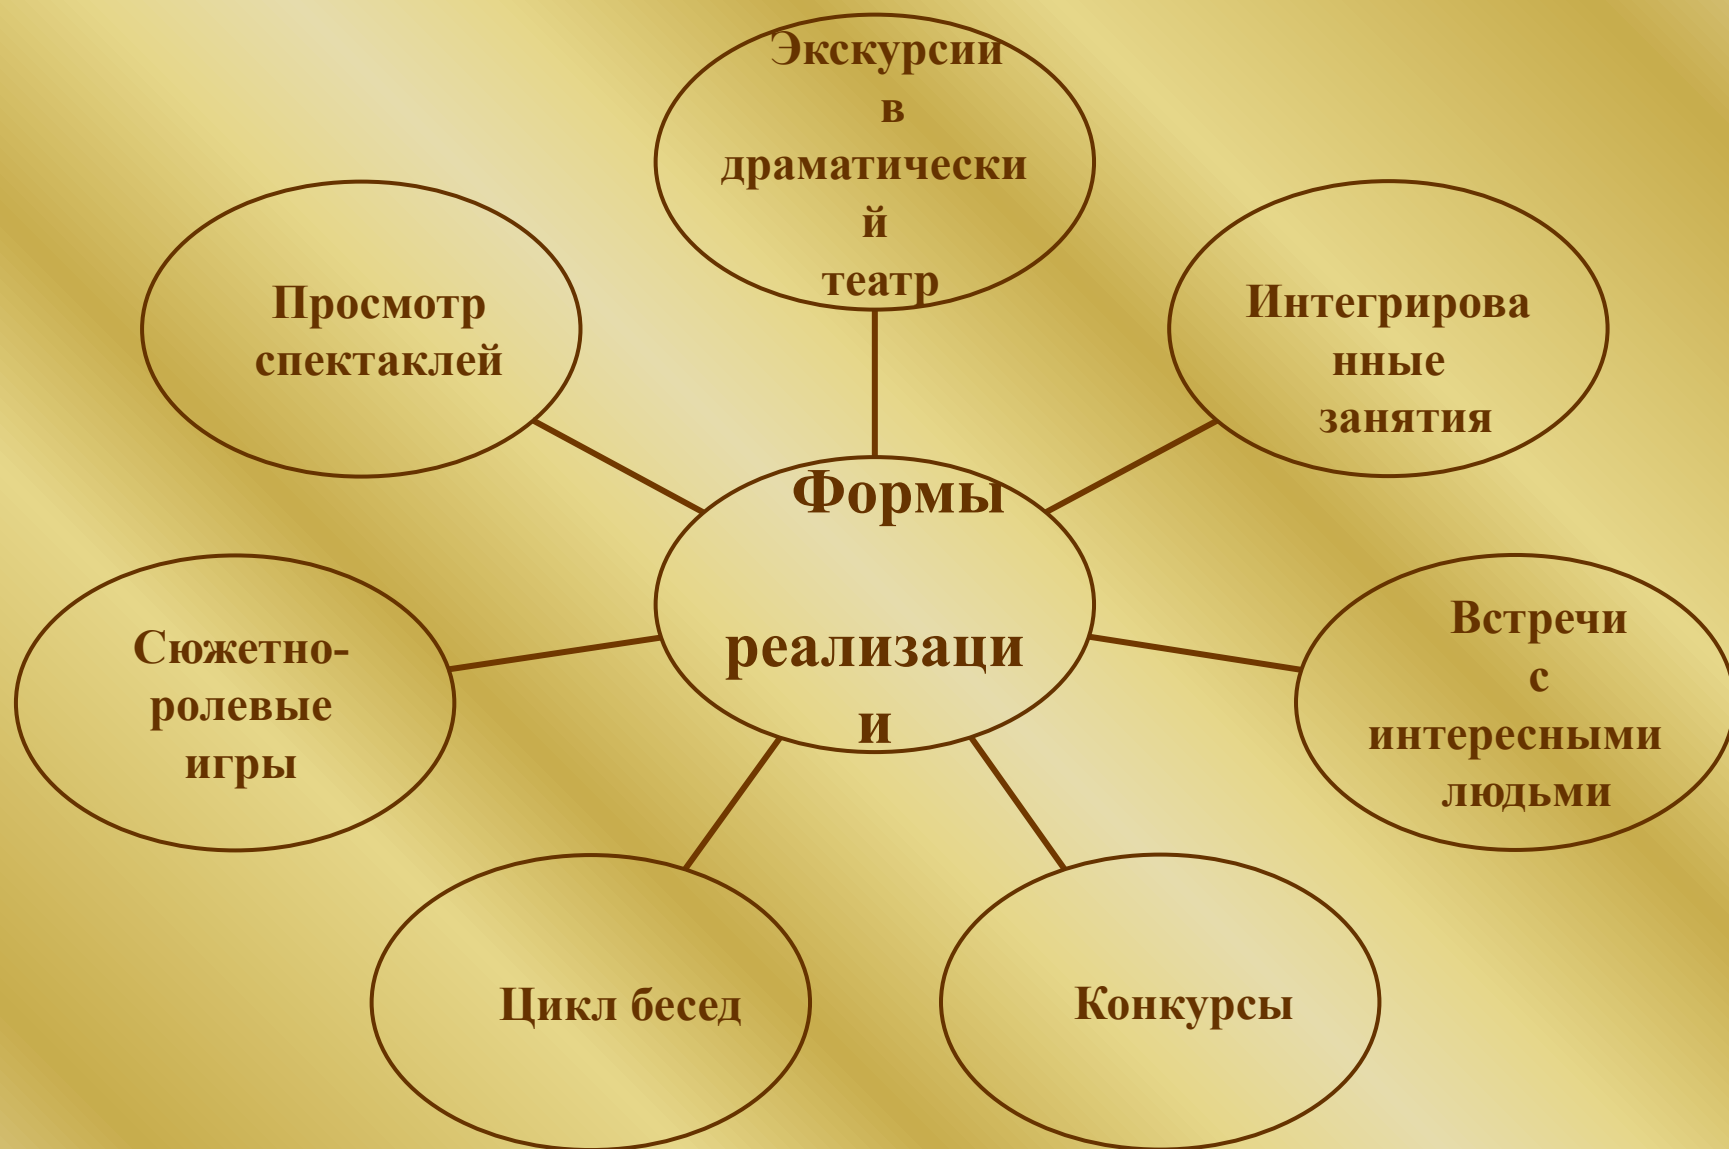 Экскурсии
в
драматически
й
театр
Просмотр
спектаклей
Интегрирова
нные
занятия
Формы
реализаци
и
Сюжетно-
ролевые
игры
Встречи
с
интересными
людьми
Цикл бесед
Конкурсы